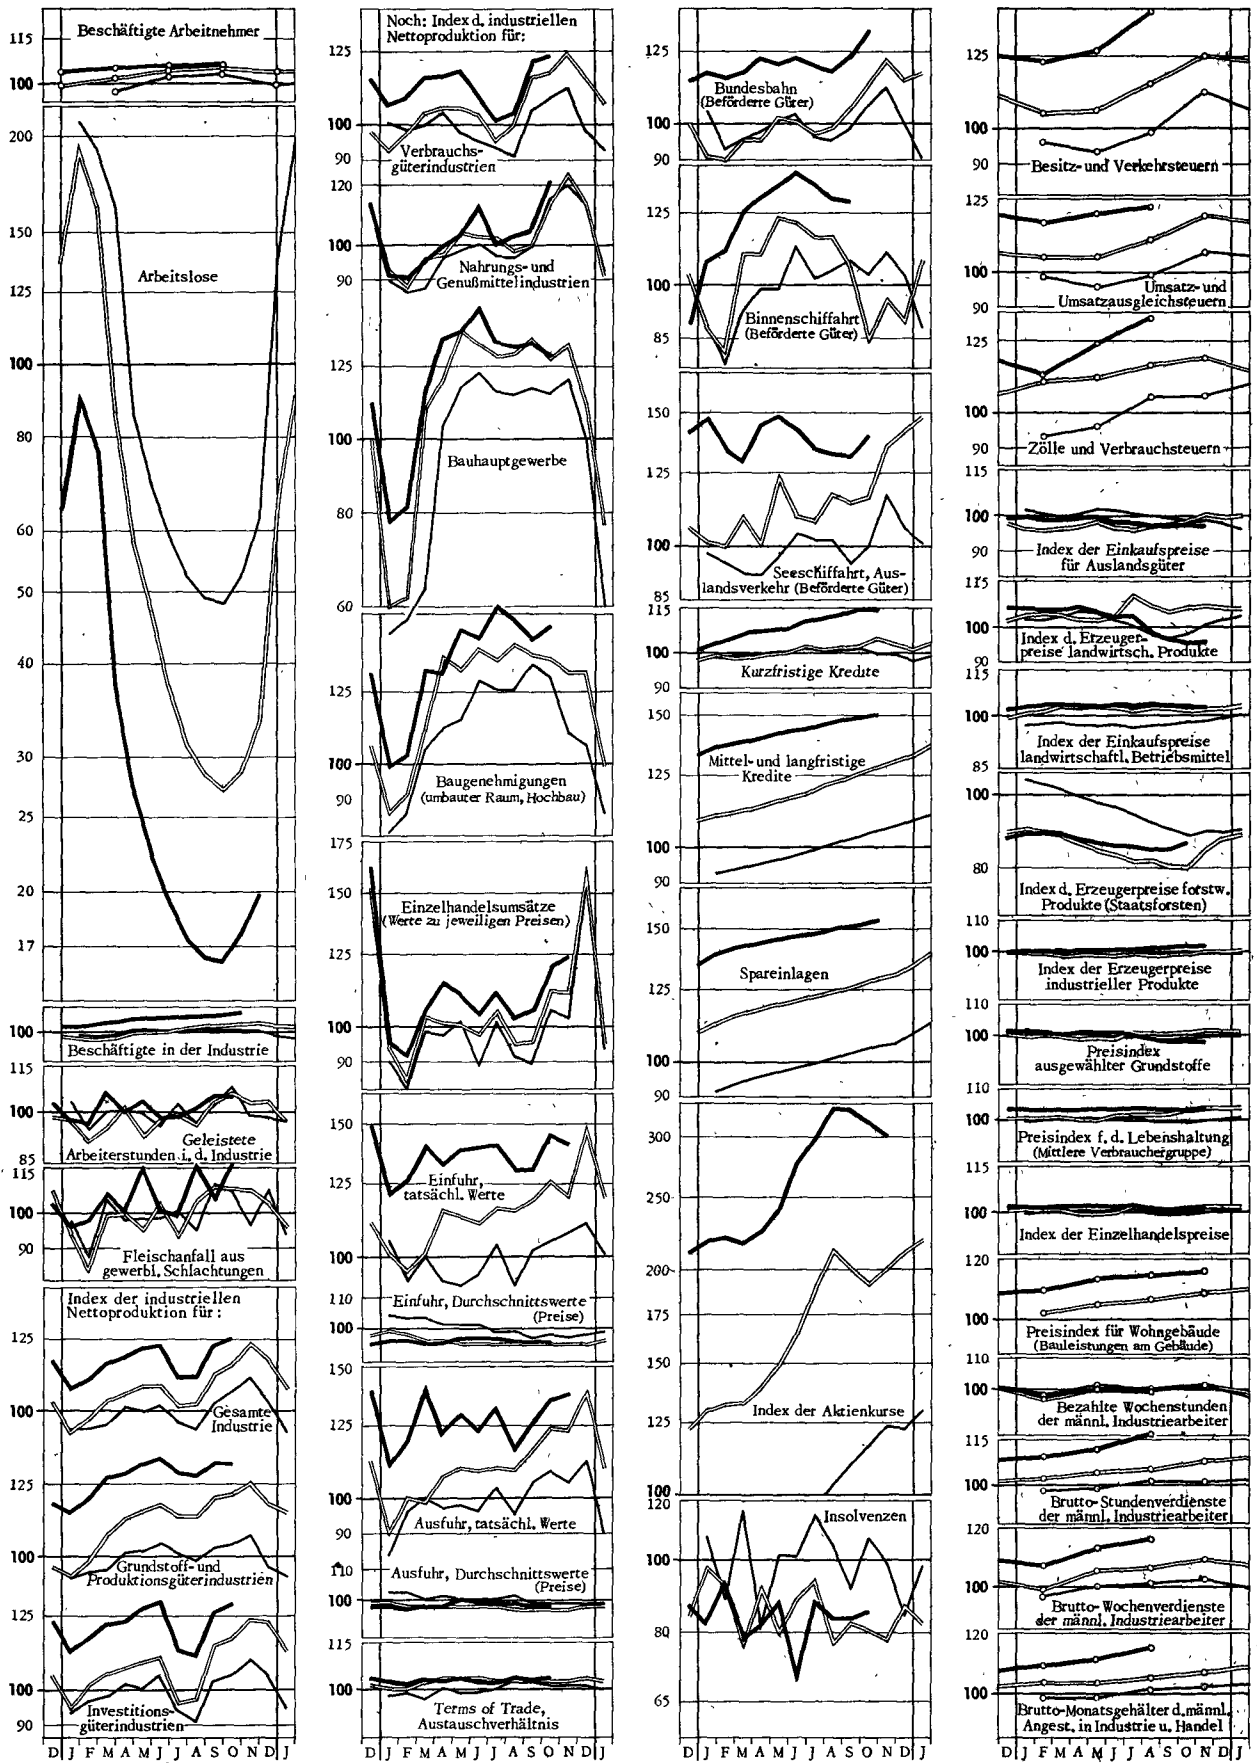 Beschäftigte Arbeitnehmer
115
100
200
150
125
100
80
60
50
40
30
25
20
17
Arbeitslose
100
Beschäftigte in der Industrie
115
100
85
Geleistete
Arbeiterstunden i. d. Industrie
115
100
90
Fleischanfall aus
gewerbl. Schlachtungen
Index der industriellen
Nettoproduktion für:
125
100
Gesamte
Industrie
125
100
Grundstoff- und
Produktionsgüterindustrien
125
100
90
Investitions-
güterindustrien
D J F M A M J J A S O N D J
Noch: Index d. industriellen
Nettoproduktion für:
125
100
90
Verbrauchs-
güterindustrien
120
100
90
Nahrungs- und
Genußmittelindustrien
125
100
80
60
Bauhauptgewerbe
125
100
90
Baugenehmigungen
(umbauter Raum, Hochbau)
175
150
125
100
90
Einzelhandelsumsätze
(Werte zu jeweiligen Preisen)
150
125
100
Einfuhr,
tatsächl. Werte
110
100
Einfuhr, Durchschnittswerte
(Preise)
150
125
100
90
Ausfuhr, tatsächl. Werte
110
100
Ausfuhr, Durchschnittswerte
(Preise)
115
100
Terms of Trade,
Austauschverhältnis
D J F M A M J J A S O N D J
125
100
90
Bundesbahn
(Beförderte Güter)
125
100
85
Binnenschiffahrt
(Beförderte Güter)
150
125
100
85
Seeschiffahrt, Aus-
landsverkehr (Beförderte Güter)
115
100
90
Kurzfristige Kredite
150
125
100
90
Mittel- und langfristige
Kredite
150
125
100
90
Spareinlagen
300
250
200
175
150
125
100
Index der Aktienkurse
120
100
80
65
Insolvenzen
D J F M A M J J A S O N D J
125
100
90
Besitz- und Verkehrsteuern
125
100
90
Umsatz- und
Umsatzausgleichsteuern
125
100
90
Zölle und Verbrauchsteuern
115
100
90
Index der Einkaufspreise
für Auslandsgüter
115
100
90
Index d. Erzeuger-
preise landwirtsch. Produkte
115
100
85
Index der Einkaufspreise
landwirtschaftl. Betriebsmittel
100
80
Index d. Erzeugerpreise forstw.
Produkte (Staatsforsten)
110
100
Index der Erzeugerpreise
industrieller Produkte
110
100
Preisindex
ausgewählter Grundstoffe
110
100
Preisindex f. d. Lebenshaltung
(Mittlere Verbrauchergruppe)
115
100
Index der Einzelhandelspreise
120
100
Preisindex für Wohngebäude
(Bauleistungen am Gebäude)
110
100
Bezahlte Wochenstunden
der männl. Industriearbeiter
115
100
Brutto-Stundenverdienste
der männl. Industriearbeiter
120
100
Brutto-Wochenverdienste
der männl. Industriearbeiter
120
100
Brutto-Monatsgehälter d. männl.
Angest. in Industrie u. Handel
D J F M A M J J A S O N D J